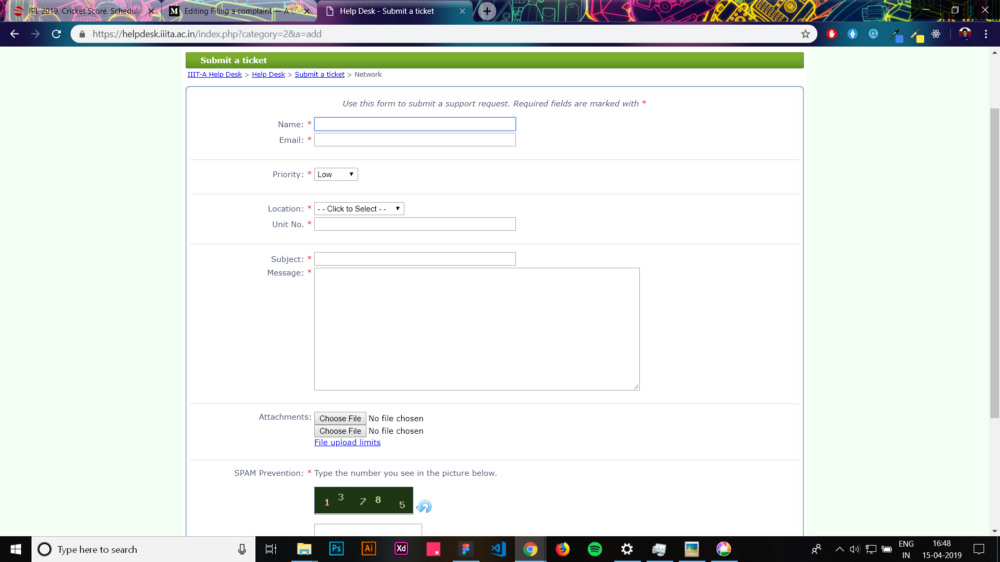 IPL 2019, Cricket Score, Schedul
Editing Filing a complaint — A
Help Desk - Submit a ticket
https://helpdesk.iiita.ac.in/index.php?category=2&a=add
Submit a ticket
IIIT-A Help Desk > Help Desk > Submit a ticket > Network
Use this form to submit a support request. Required fields are marked with *
Name: *
Email: *
Priority: * Low
Location: * - - Click to Select - -
Unit No. *
Subject: *
Message: *
Attachments: Choose File No file chosen
Choose File No file chosen
File upload limits
SPAM Prevention: * Type the number you see in the picture below.
1 3 7 8 5
Type here to search
Ps Ai Xd
ENG
IN
16:48
15-04-2019